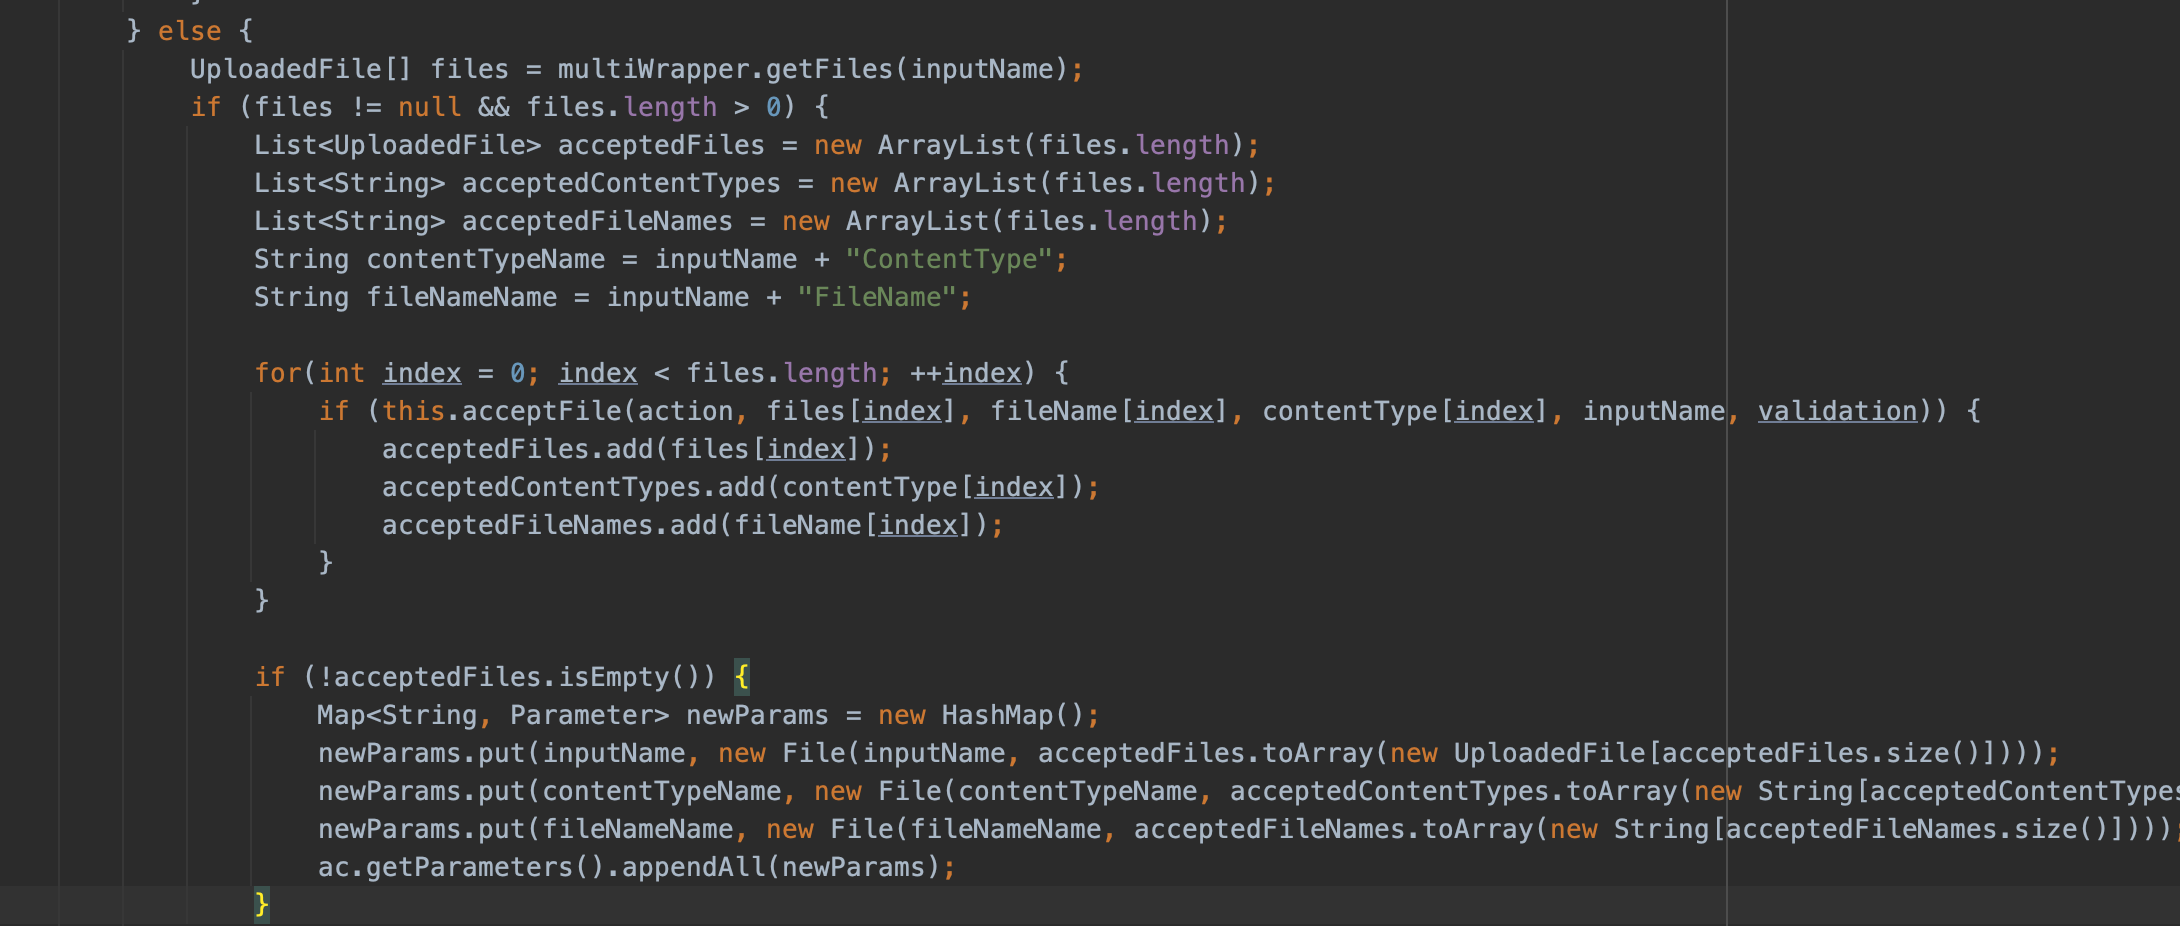 }
} else {
UploadedFile[] files = multiWrapper.getFiles(inputName);
if (files != null && files.length > 0) {
List<UploadedFile> acceptedFiles = new ArrayList(files.length);
List<String> acceptedContentTypes = new ArrayList(files.length);
List<String> acceptedFileNames = new ArrayList(files.length);
String contentTypeName = inputName + "ContentType";
String fileNameName = inputName + "FileName";
for(int index = 0; index < files.length; ++index) {
if (this.acceptFile(action, files[index], fileName[index], contentType[index], inputName, validation)) {
acceptedFiles.add(files[index]);
acceptedContentTypes.add(contentType[index]);
acceptedFileNames.add(fileName[index]);
}
}
if (!acceptedFiles.isEmpty()) {
Map<String, Parameter> newParams = new HashMap();
newParams.put(inputName, new File(inputName, acceptedFiles.toArray(new UploadedFile[acceptedFiles.size()])));
newParams.put(contentTypeName, new File(contentTypeName, acceptedContentTypes.toArray(new String[acceptedContentTypes
newParams.put(fileNameName, new File(fileNameName, acceptedFileNames.toArray(new String[acceptedFileNames.size()])));
ac.getParameters().appendAll(newParams);
}